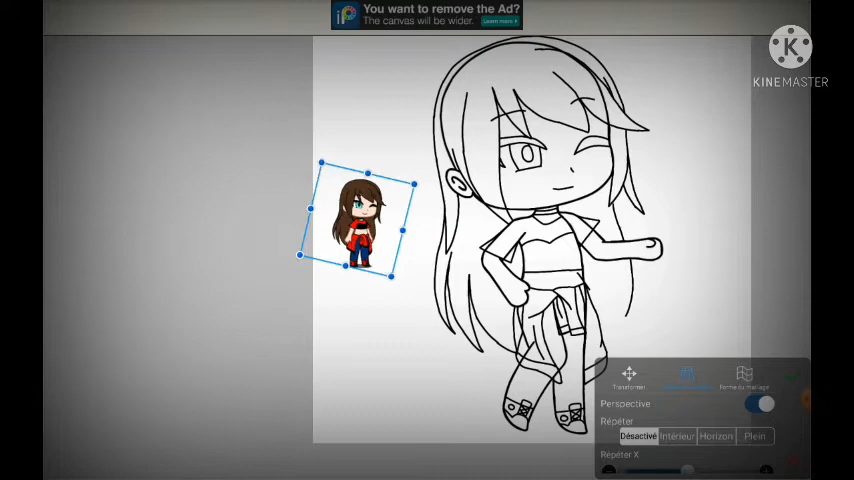 You want to remove the Ad?
The canvas will be wider.
Learn more
KINEMASTER
Transformer
Forme du maillage
Perspective
Répéter
Désactivé
Intérieur
Horizon
Plein
Répéter X